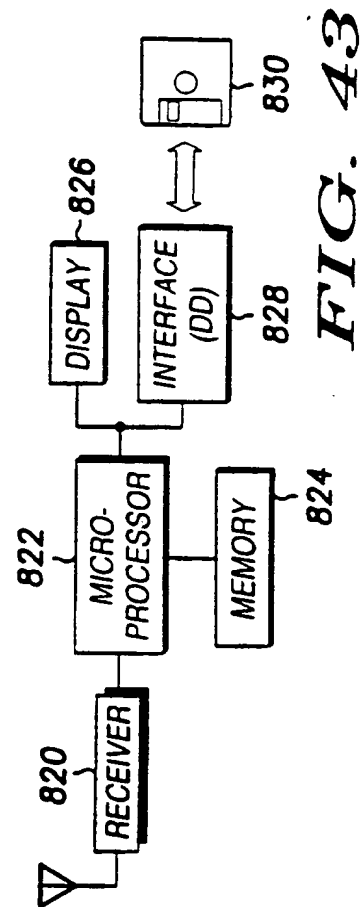 820
RECEIVER
822
MICRO-
PROCESSOR
824
MEMORY
826
DISPLAY
828
INTERFACE
(DD)
830
FIG. 43